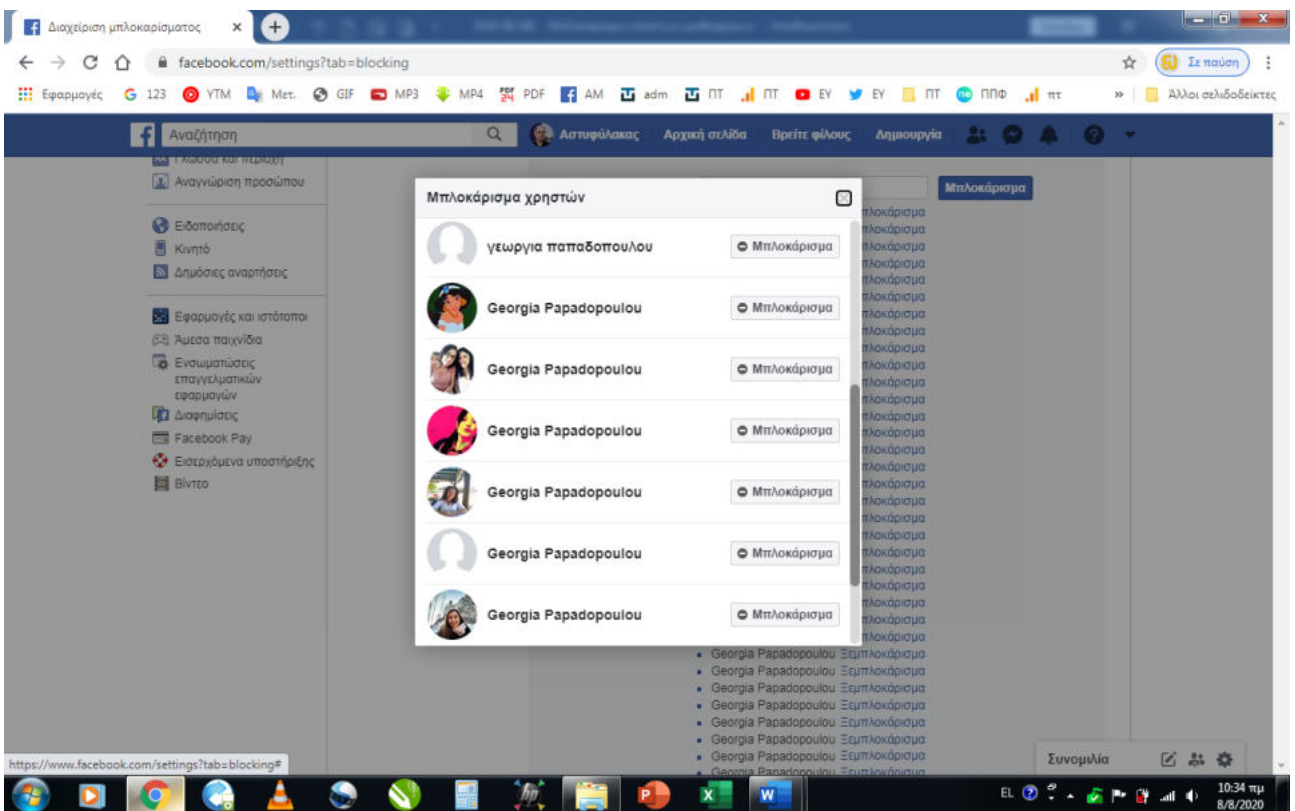 Διαχείριση μπλοκαρίσματος
facebook.com/settings?tab=blocking
Σε παύση
Εφαρμογές 123 YTM Μετ. GIF MP3 MP4 PDF AM adm ΠΤ ΠΤ ΕΥ ΕΥ ΠΤ ΠΠΦ πτ » Άλλοι σελιδοδείκτες
Αναζήτηση
Αστυφύλακας Αρχική σελίδα Βρείτε φίλους Δημιουργία
Γλώσσα και περιοχή
Αναγνώριση προσώπου
Ειδοποιήσεις
Κινητό
Δημόσιες αναρτήσεις
Εφαρμογές και ιστότοποι
Άμεσα παιχνίδια
Ενσωματώσεις
επαγγελματικών
εφαρμογών
Διαφημίσεις
Facebook Pay
Εισερχόμενα υποστήριξης
Βίντεο
Μπλοκάρισμα χρηστών
Μπλοκάρισμα
γεωργια παπαδοπουλου Μπλοκάρισμα
Georgia Papadopoulou Μπλοκάρισμα
Georgia Papadopoulou Μπλοκάρισμα
Georgia Papadopoulou Μπλοκάρισμα
Georgia Papadopoulou Μπλοκάρισμα
Georgia Papadopoulou Μπλοκάρισμα
Georgia Papadopoulou Μπλοκάρισμα
Georgia Papadopoulou Ξεμπλοκάρισμα
Georgia Papadopoulou Ξεμπλοκάρισμα
Georgia Papadopoulou Ξεμπλοκάρισμα
Georgia Papadopoulou Ξεμπλοκάρισμα
Georgia Papadopoulou Ξεμπλοκάρισμα
Georgia Papadopoulou Ξεμπλοκάρισμα
Georgia Papadopoulou Ξεμπλοκάρισμα
Georgia Papadopoulou Ξεμπλοκάρισμα
Συνομιλία
https://www.facebook.com/settings?tab=blocking#
EL
10:34 πμ
8/8/2020